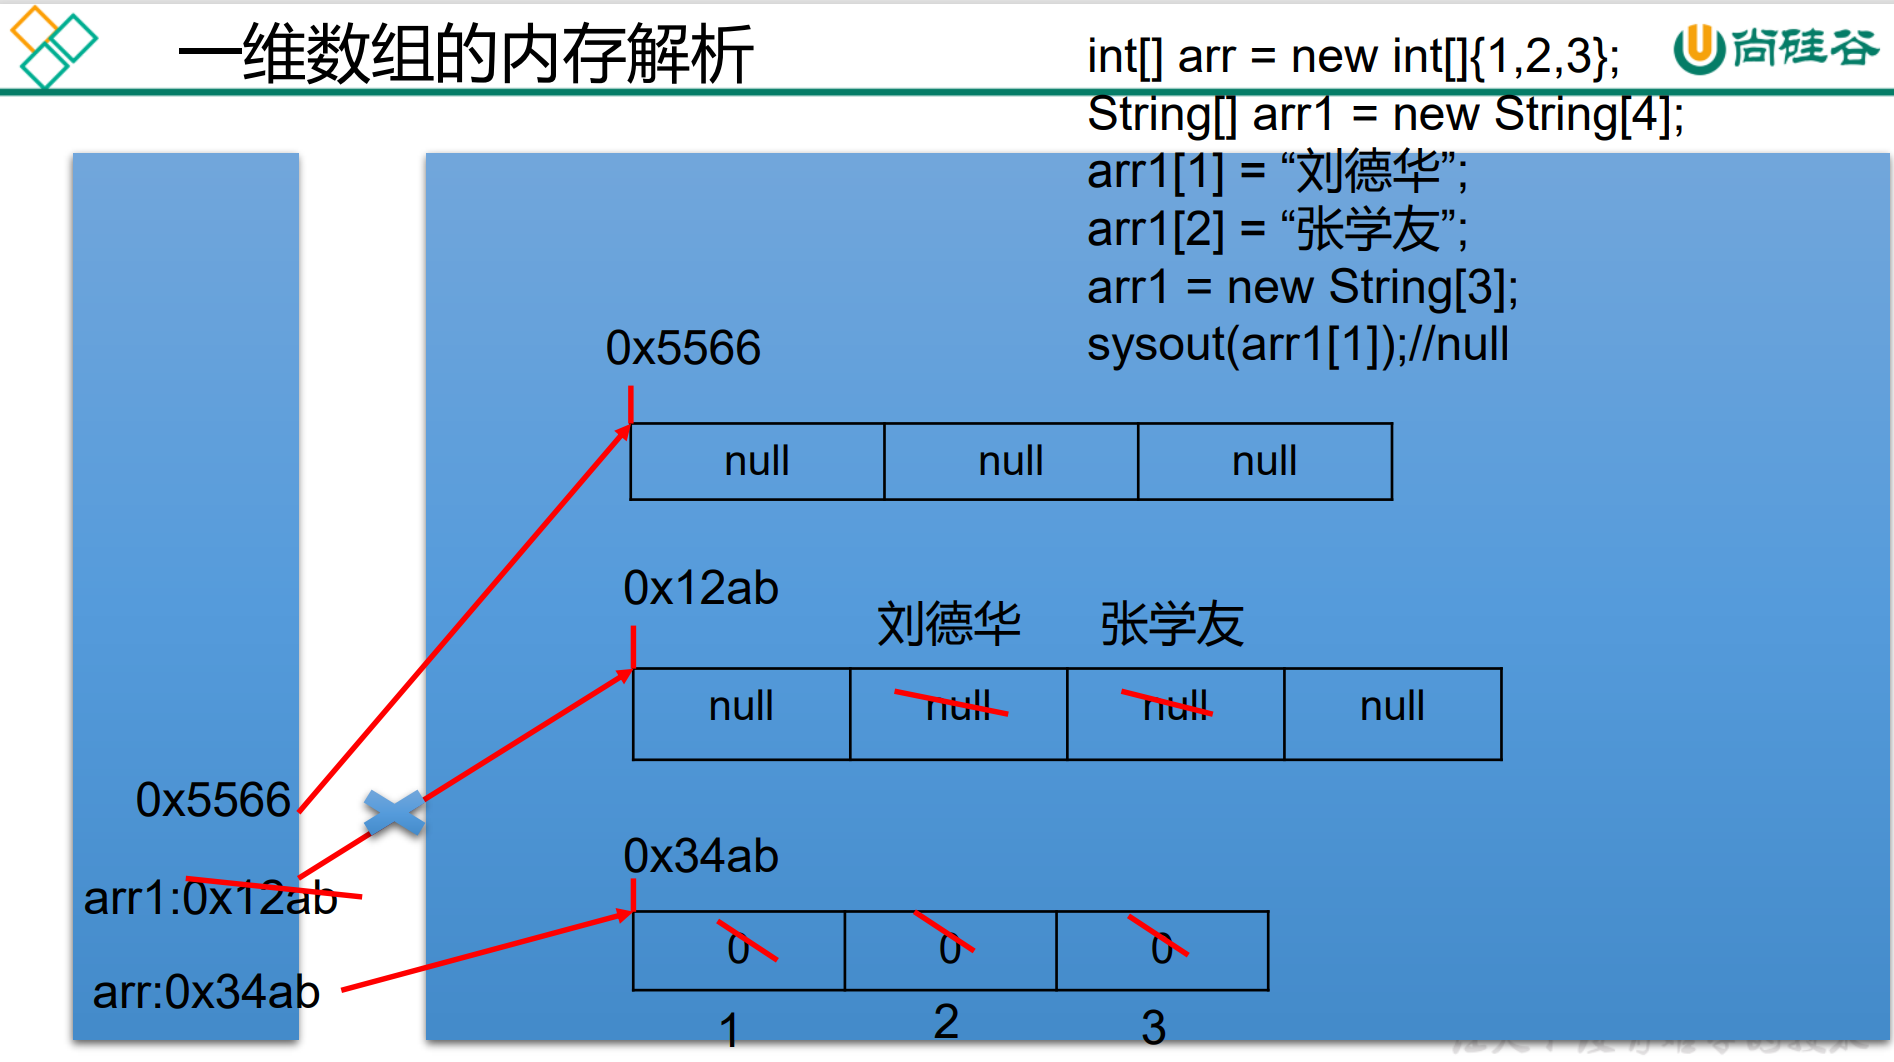 一维数组的内存解析
尚硅谷
int[] arr = new int[]{1,2,3};
String[] arr1 = new String[4];
arr1[1] = “刘德华”;
arr1[2] = “张学友”;
arr1 = new String[3];
sysout(arr1[1]);//null
0x5566
null null null
0x12ab
刘德华 张学友
null null null null
0x5566
arr1:0x12ab
0x34ab
arr:0x34ab
0 0 0
1 2 3